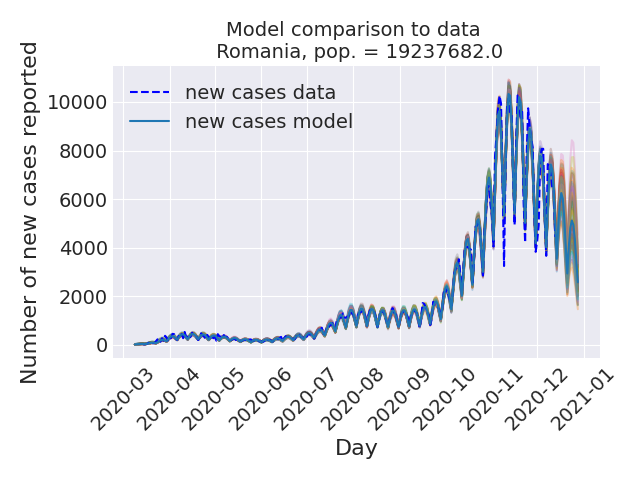 Model comparison to data
Romania, pop. = 19237682.0
Number of new cases reported
10000
8000
6000
4000
2000
0
new cases data
new cases model
2020-03
2020-04
2020-05
2020-06
2020-07
2020-08
2020-09
2020-10
2020-11
2020-12
2021-01
Day